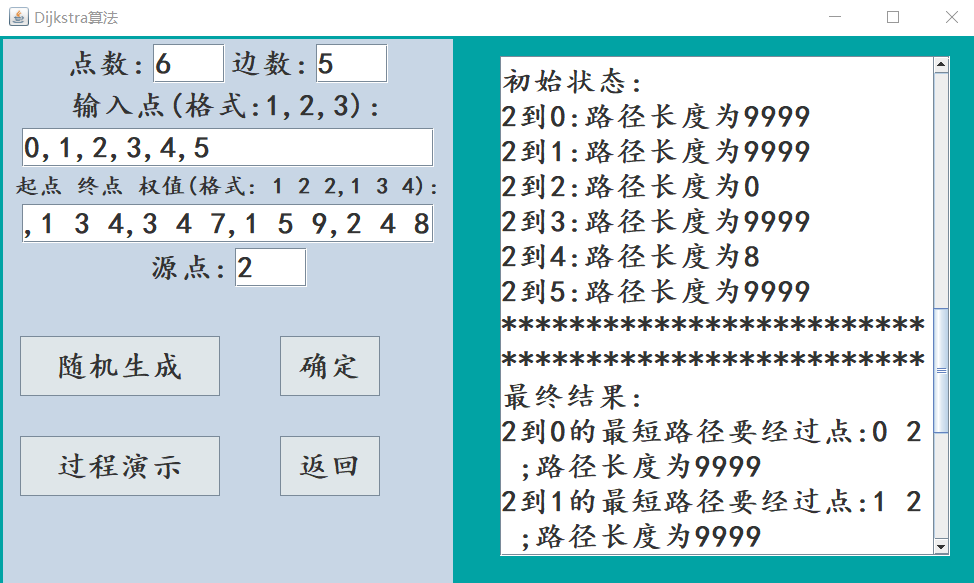 Dijkstra算法
点数: 6 边数: 5
输入点(格式:1,2,3):
0,1,2,3,4,5
起点 终点 权值(格式: 1 2 2,1 3 4):
,1 3 4,3 4 7,1 5 9,2 4 8
源点: 2
随机生成 确定
过程演示 返回
初始状态:
2到0:路径长度为9999
2到1:路径长度为9999
2到2:路径长度为0
2到3:路径长度为9999
2到4:路径长度为8
2到5:路径长度为9999
*************************
*************************
最终结果:
2到0的最短路径要经过点:0 2
;路径长度为9999
2到1的最短路径要经过点:1 2
;路径长度为9999